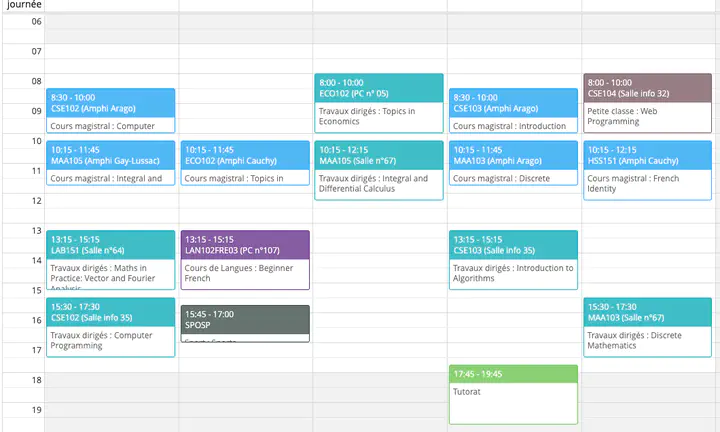 journée
06
07
08
09
10
11
12
13
14
15
16
17
18
19
8:30 - 10:00
CSE102 (Amphi Arago)
Cours magistral : Computer
10:15 - 11:45
MAA105 (Amphi Gay-Lussac)
Cours magistral : Integral and
13:15 - 15:15
LAB151 (Salle n°64)
Travaux dirigés : Maths in
Practice: Vector and Fourier
Analysis
15:30 - 17:30
CSE102 (Salle info 35)
Travaux dirigés : Computer
Programming
10:15 - 11:45
ECO102 (Amphi Cauchy)
Cours magistral : Topics in
13:15 - 15:15
LAN102FRE03 (PC n°107)
Cours de Langues : Beginner
French
15:45 - 17:00
SPOSP
8:00 - 10:00
ECO102 (PC n° 05)
Travaux dirigés : Topics in
Economics
10:15 - 12:15
MAA105 (Salle n°67)
Travaux dirigés : Integral and
Differential Calculus
8:30 - 10:00
CSE103 (Amphi Arago)
Cours magistral : Introduction
10:15 - 11:45
MAA103 (Amphi Arago)
Cours magistral : Discrete
13:15 - 15:15
CSE103 (Salle info 35)
Travaux dirigés : Introduction to
Algorithms
17:45 - 19:45
Tutorat
8:00 - 10:00
CSE104 (Salle info 32)
Petite classe : Web
Programming
10:15 - 12:15
HSS151 (Amphi Cauchy)
Cours magistral : French
Identity
15:30 - 17:30
MAA103 (Salle n°67)
Travaux dirigés : Discrete
Mathematics